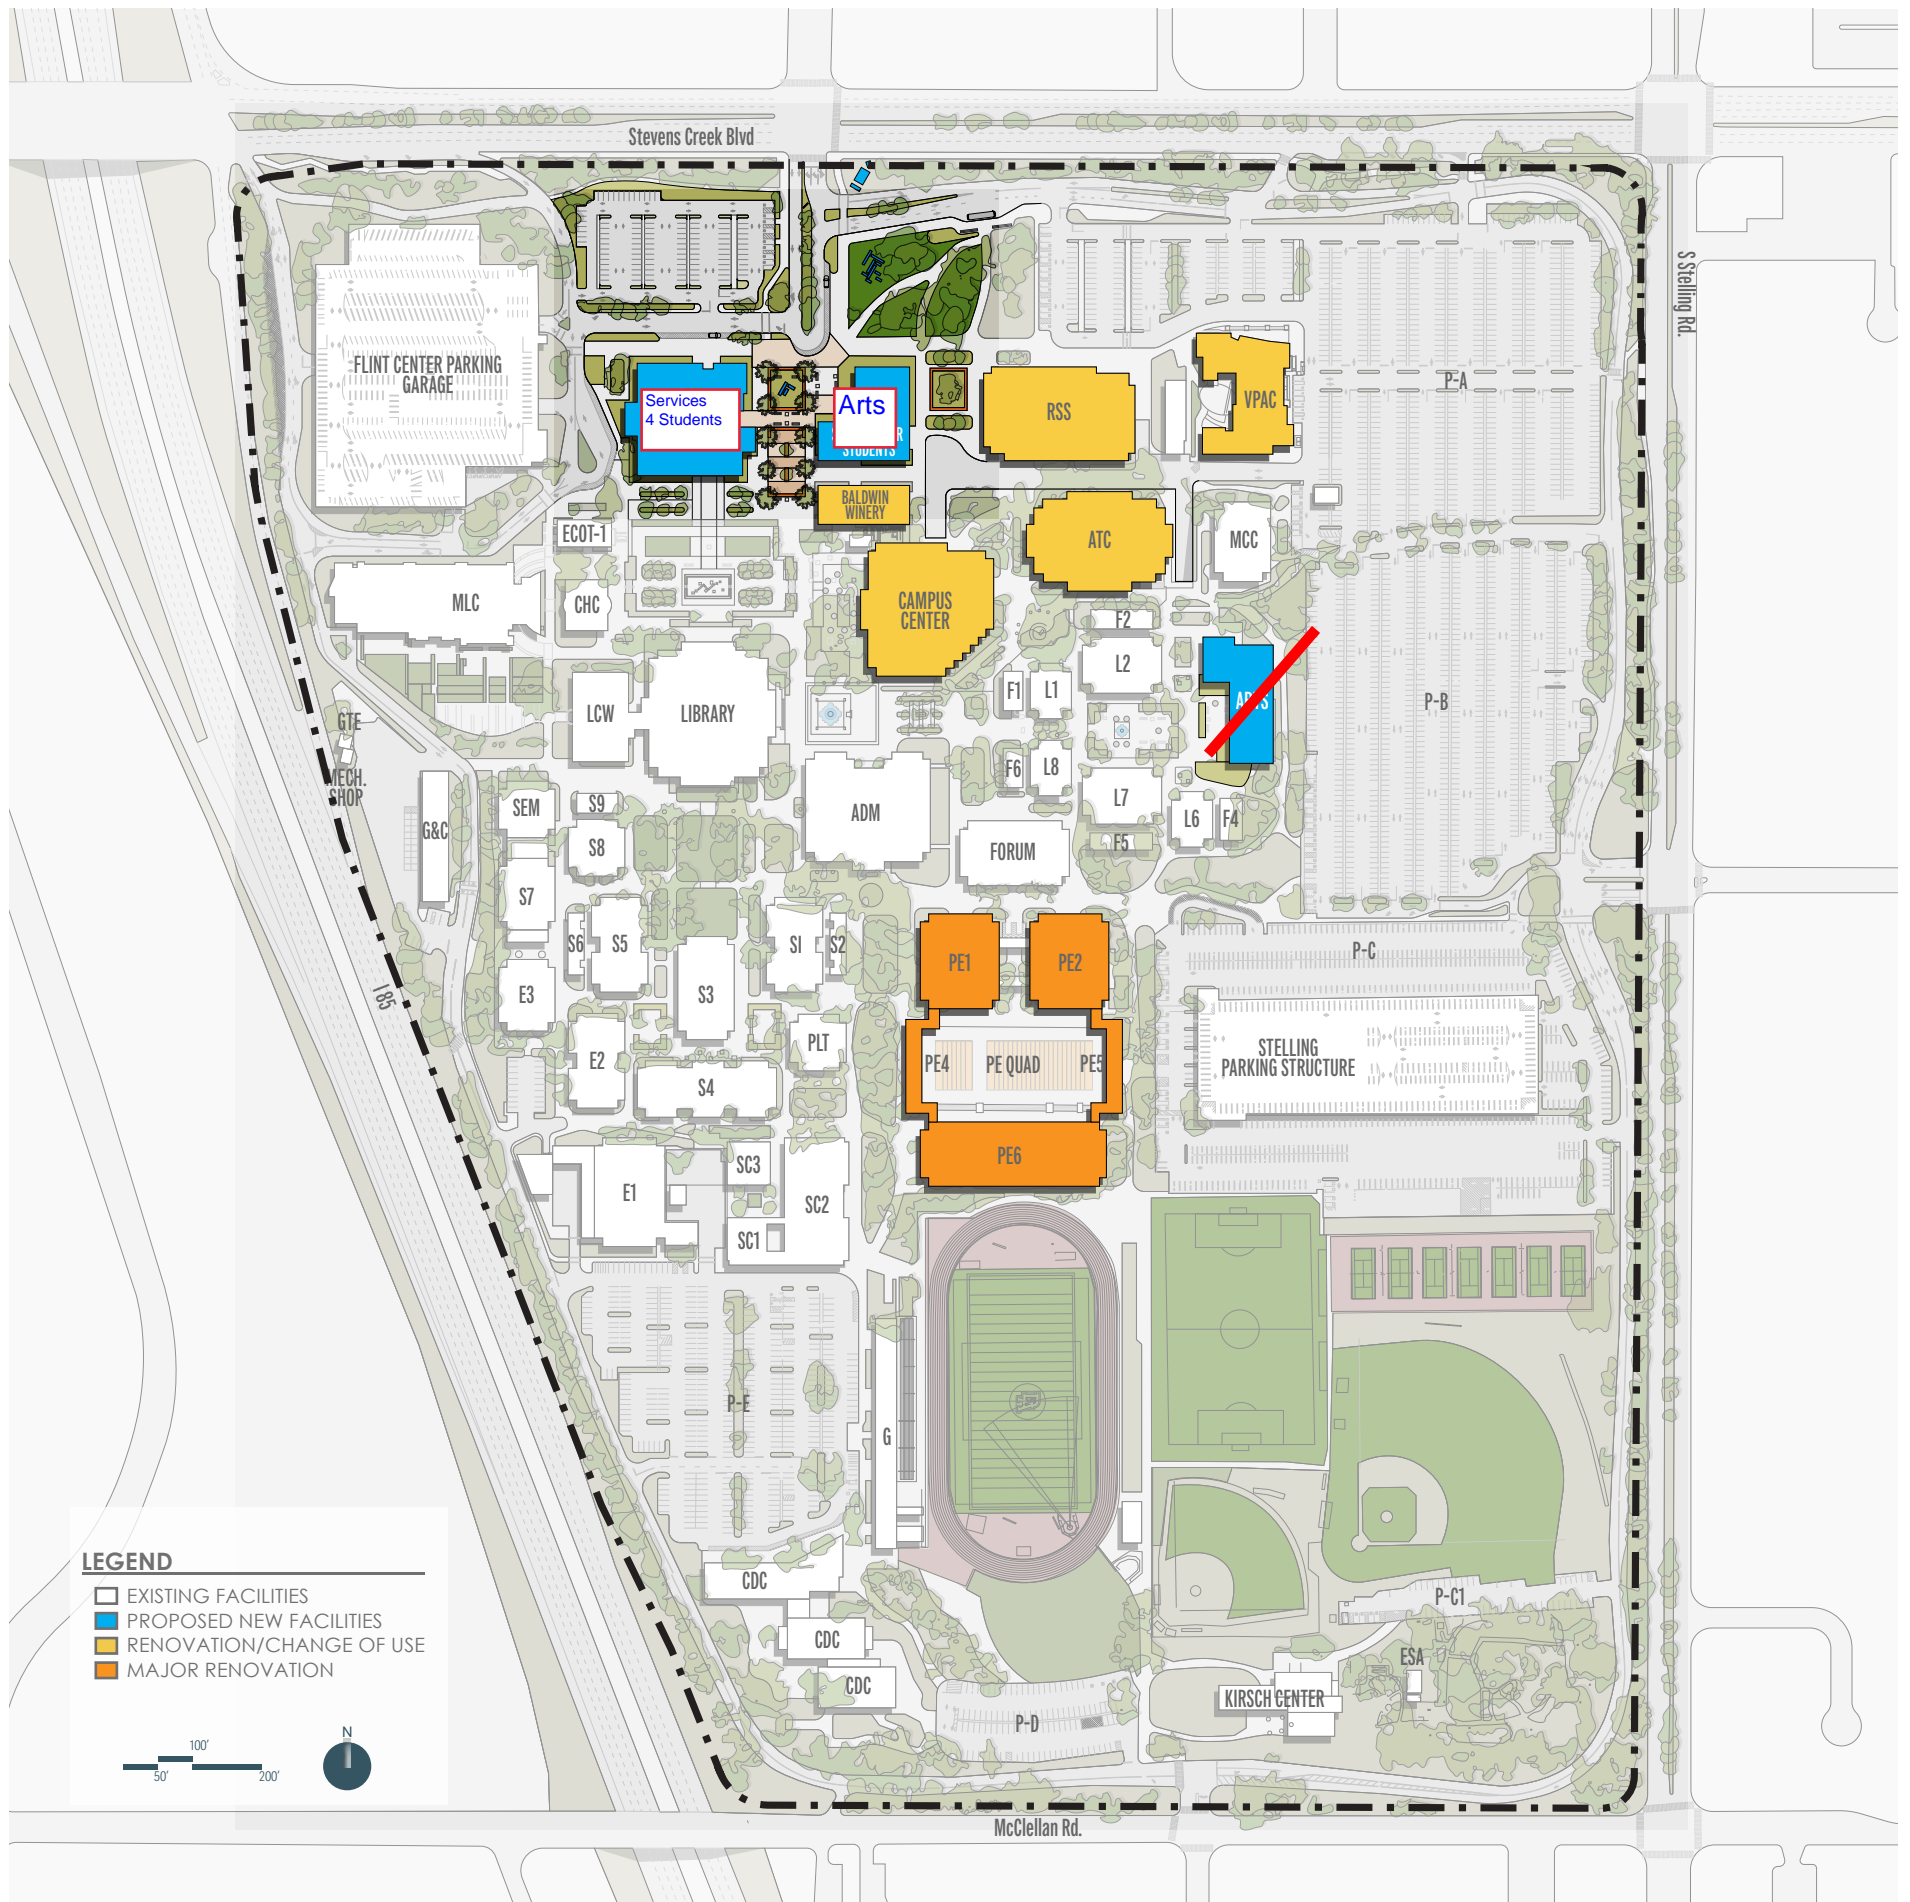 Stevens Creek Blvd
S Stelling Rd.
FLINT CENTER PARKING
GARAGE
Services
4 Students
Arts
STUDENTS
RSS
VPAC
P-A
BALDWIN
WINERY
ECOT-1
ATC
MCC
MLC
CHC
CAMPUS
CENTER
F2
L2
F1
L1
LCW
LIBRARY
P-B
GTE
MECH.
SHOP
F6
L8
L7
L6
F4
F5
SEM
S9
S8
G&C
ADM
FORUM
S7
S6
S5
S1
S2
PE1
PE2
P-C
E3
S3
I 85
E2
PLT
S4
PE4
PE QUAD
PE5
STELLING
PARKING STRUCTURE
PE6
SC3
E1
SC2
SC1
P-E
G
LEGEND
EXISTING FACILITIES
PROPOSED NEW FACILITIES
RENOVATION/CHANGE OF USE
MAJOR RENOVATION
100'
50'
200'
N
CDC
CDC
CDC
P-C1
ESA
KIRSCH CENTER
P-D
McClellan Rd.